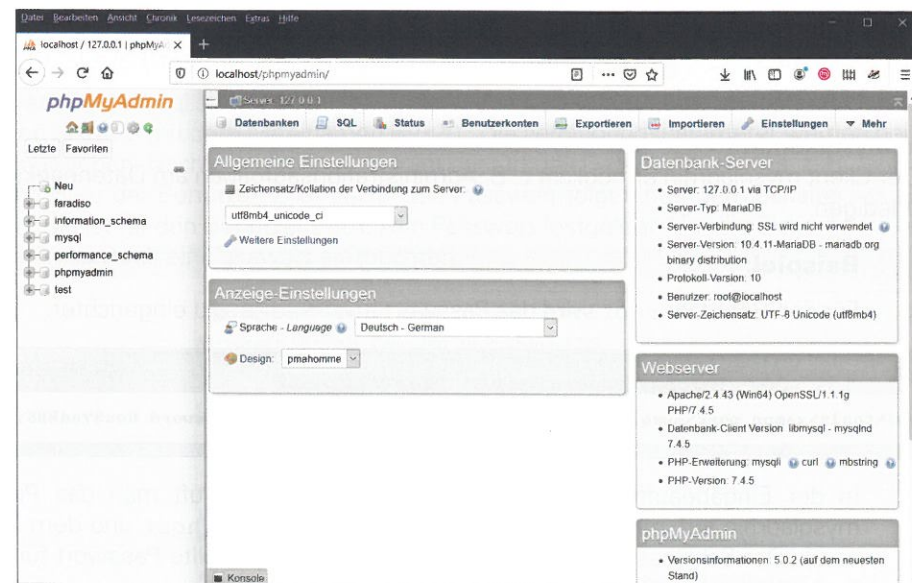 Datei Bearbeiten Ansicht Chronik Lesezeichen Extras Hilfe
localhost / 127.0.0.1 | phpMyA
localhost/phpmyadmin/
phpMyAdmin
Server: 127.0.0.1
Datenbanken SQL Status Benutzerkonten Exportieren Importieren Einstellungen Mehr
Letzte Favoriten
Neu
faradiso
information_schema
mysql
performance_schema
phpmyadmin
test
Allgemeine Einstellungen
Zeichensatz/Kollation der Verbindung zum Server:
utf8mb4_unicode_ci
Weitere Einstellungen
Anzeige-Einstellungen
Sprache - Language Deutsch - German
Design: pmahomme
Datenbank-Server
• Server: 127.0.0.1 via TCP/IP
• Server-Typ: MariaDB
• Server-Verbindung: SSL wird nicht verwendet
• Server-Version: 10.4.11-MariaDB - mariadb.org
binary distribution
• Protokoll-Version: 10
• Benutzer: root@localhost
• Server-Zeichensatz: UTF-8 Unicode (utf8mb4)
Webserver
• Apache/2.4.43 (Win64) OpenSSL/1.1.1g
PHP/7.4.5
• Datenbank-Client Version: libmysql - mysqlnd
7.4.5
• PHP-Erweiterung: mysqli curl mbstring
• PHP-Version: 7.4.5
phpMyAdmin
• Versionsinformationen: 5.0.2 (auf dem neuesten
Stand)
Konsole